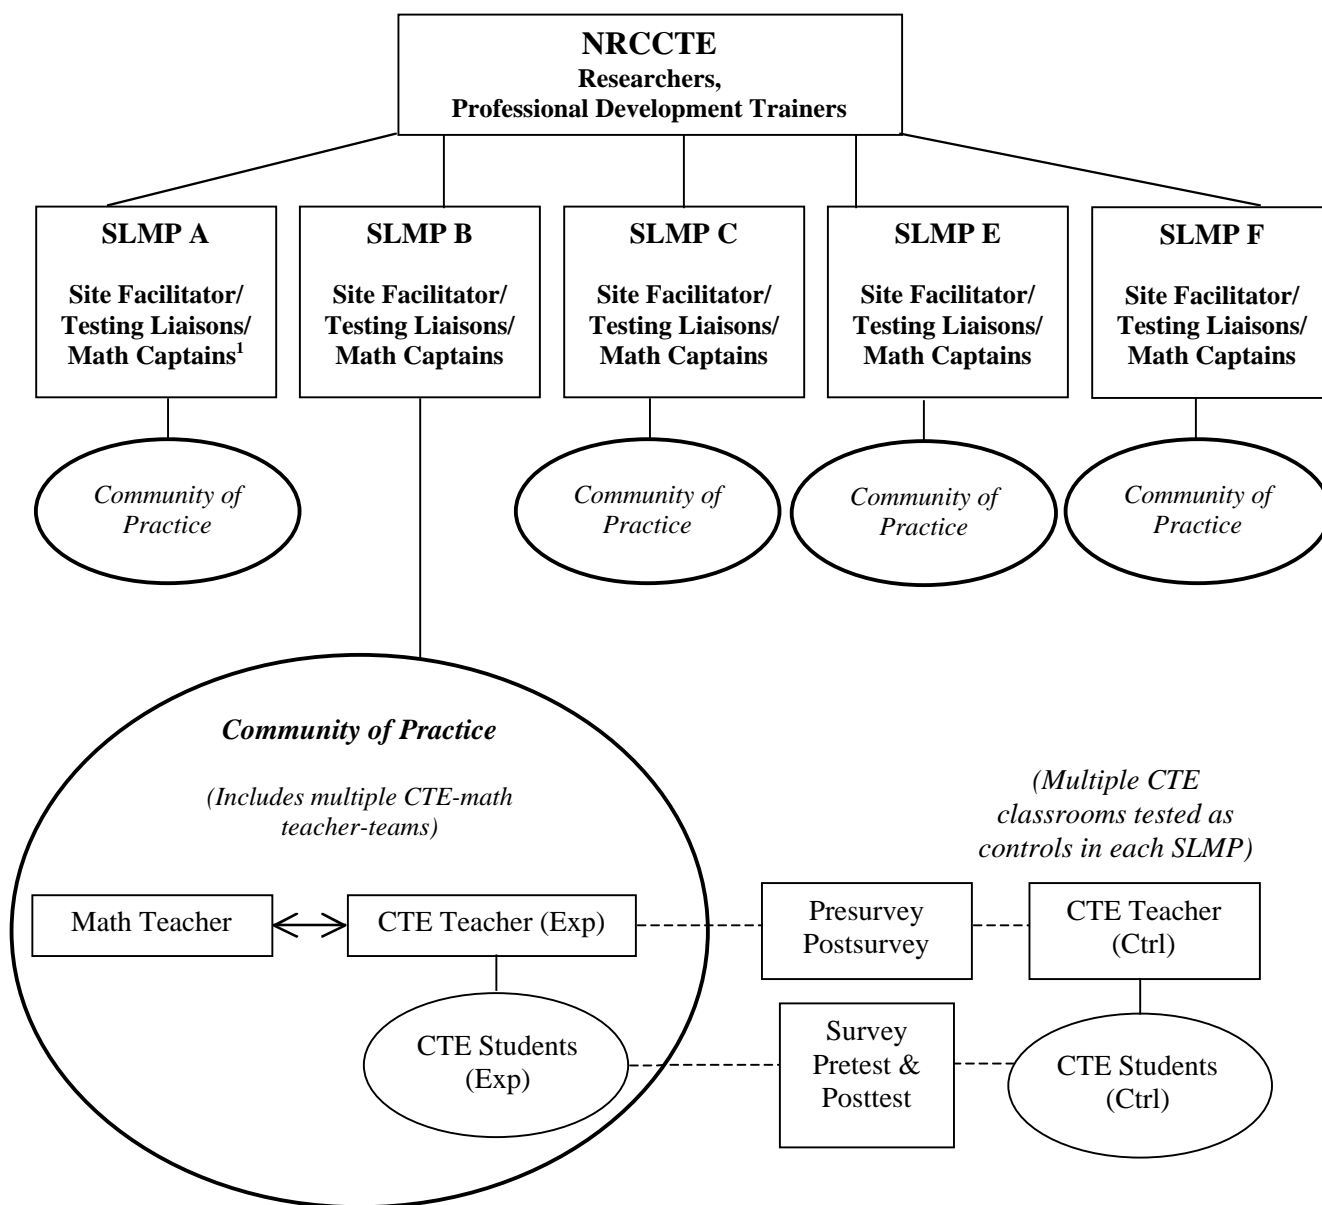 NRCCTE
Researchers,
Professional Development Trainers
SLMP A
Site Facilitator/
Testing Liaisons/
Math Captains1
SLMP B
Site Facilitator/
Testing Liaisons/
Math Captains
SLMP C
Site Facilitator/
Testing Liaisons/
Math Captains
SLMP E
Site Facilitator/
Testing Liaisons/
Math Captains
SLMP F
Site Facilitator/
Testing Liaisons/
Math Captains
Community of
Practice
Community of
Practice
Community of
Practice
Community of
Practice
Community of Practice
(Includes multiple CTE-math
teacher-teams)
(Multiple CTE
classrooms tested as
controls in each SLMP)
Math Teacher
CTE Teacher (Exp)
Presurvey
Postsurvey
CTE Teacher
(Ctrl)
CTE Students
(Exp)
Survey
Pretest &
Posttest
CTE Students
(Ctrl)